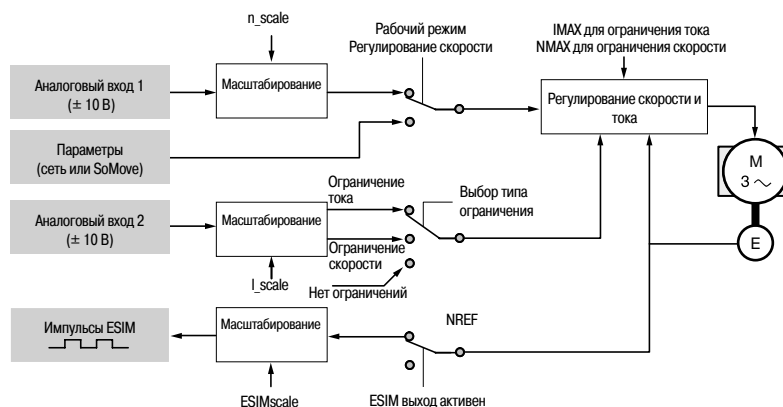 n_scale
Рабочий режим
Регулирование скорости
IMAX для ограничения тока
NMAX для ограничения скорости
Аналоговый вход 1
(± 10 В)
Масштабирование
Регулирование скорости и
тока
Параметры
(сеть или SoMove)
M
3 ~
Аналоговый вход 2
(± 10 В)
Масштабирование
Ограничение
тока
Выбор типа
ограничения
Ограничение
скорости
E
I_scale
Нет ограничений
Импульсы ESIM
Масштабирование
NREF
ESIMscale
ESIM выход активен